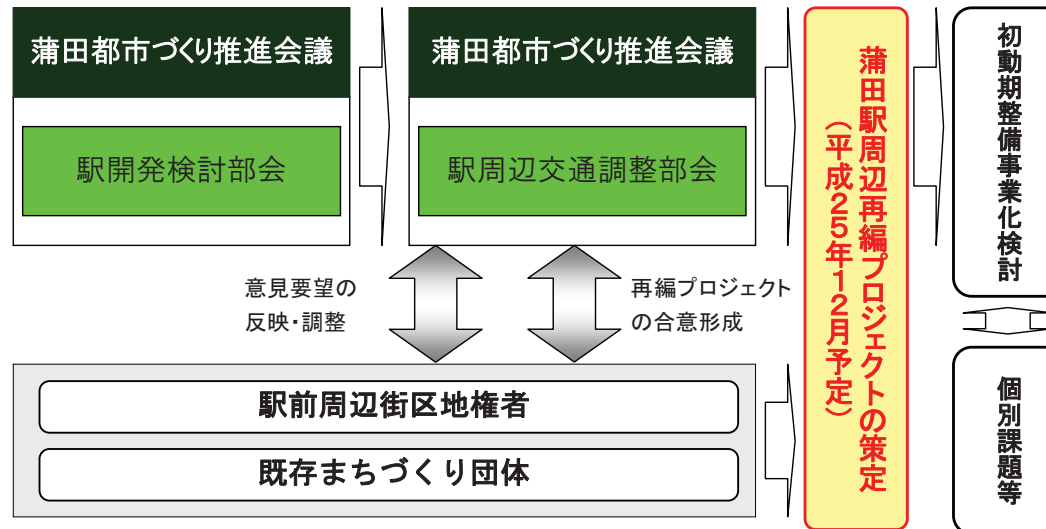 蒲田都市づくり推進会議
駅開発検討部会
蒲田都市づくり推進会議
駅周辺交通調整部会
意見要望の
反映・調整
再編プロジェクト
の合意形成
駅前周辺街区地権者
既存まちづくり団体
蒲田駅周辺再編プロジェクトの策定
（平成25年12月予定）
初動期整備事業化検討
個別課題等